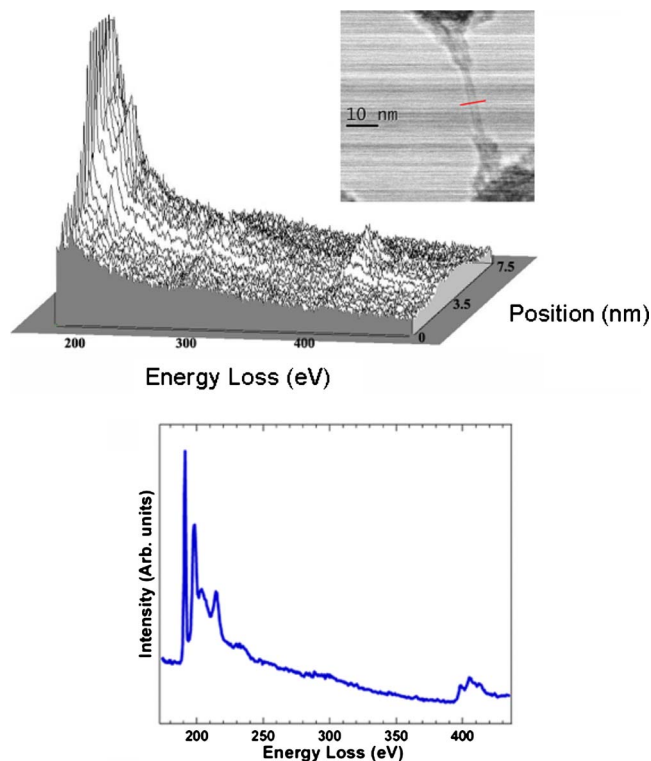 10 nm
7.5
3.5
0
200
300
400
Position (nm)
Energy Loss (eV)
Intensity (Arb. units)
200
250
300
350
400
Energy Loss (eV)